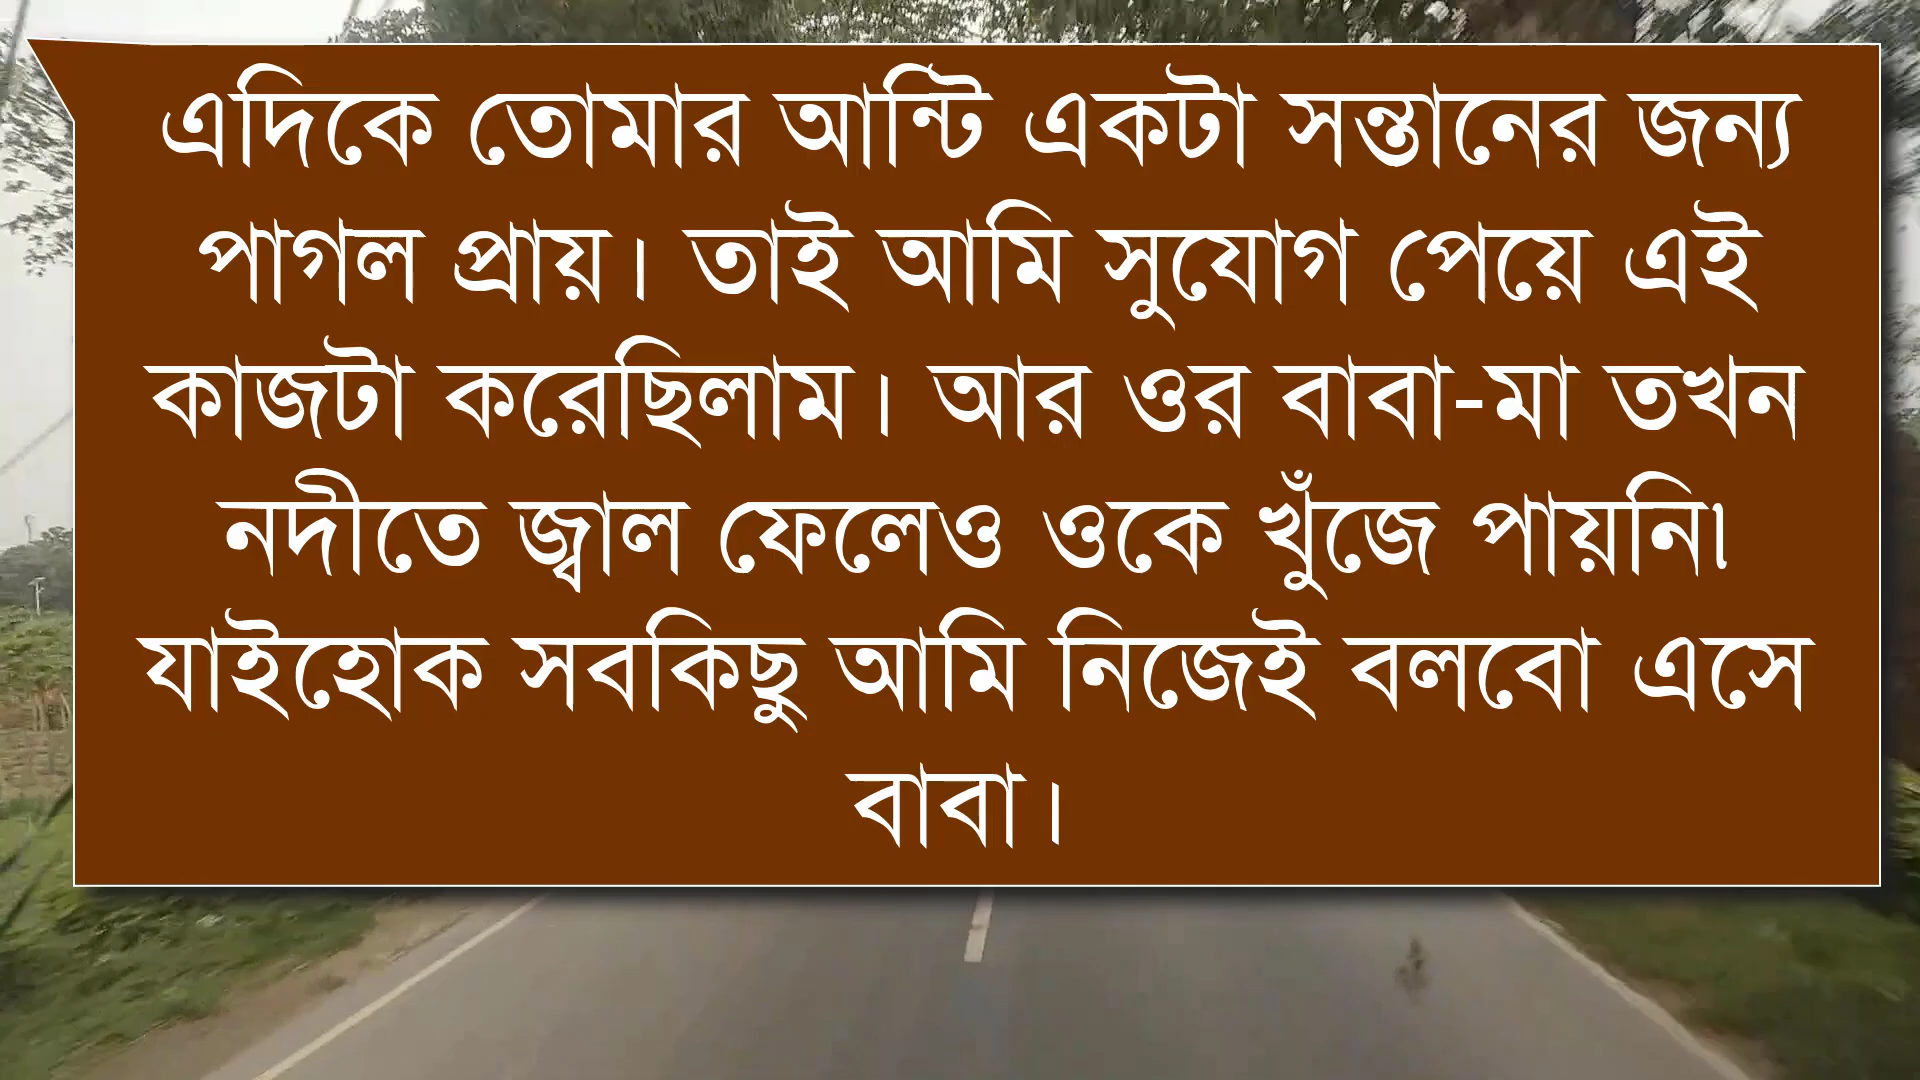 এদিকে তোমার আন্টি একটা সন্তানের জন্য
পাগল প্রায়। তাই আমি সুযোগ পেয়ে এই
কাজটা করেছিলাম। আর ওর বাবা-মা তখন
নদীতে জ্বাল ফেলেও ওকে খুঁজে পায়নি৷
যাইহোক সবকিছু আমি নিজেই বলবো এসে
বাবা।